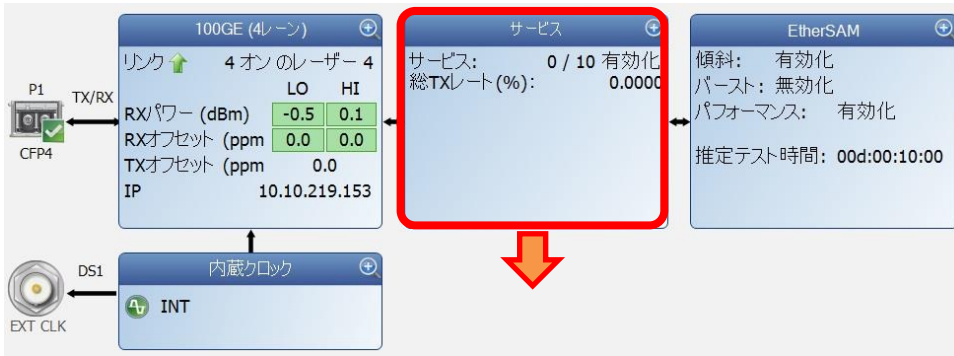 100GE (4レーン)
リンク 4 オン のレーザー 4
LO HI
RXパワー (dBm) -0.5 0.1
RXオフセット (ppm 0.0 0.0
TXオフセット (ppm 0.0
IP 10.10.219.153
サービス
サービス: 0 / 10 有効化
総TXレート(%): 0.0000
EtherSAM
傾斜: 有効化
バースト: 無効化
パフォーマンス: 有効化
推定テスト時間: 00d:00:10:00
P1
TX/RX
CFP4
内蔵クロック
INT
DS1
EXT CLK